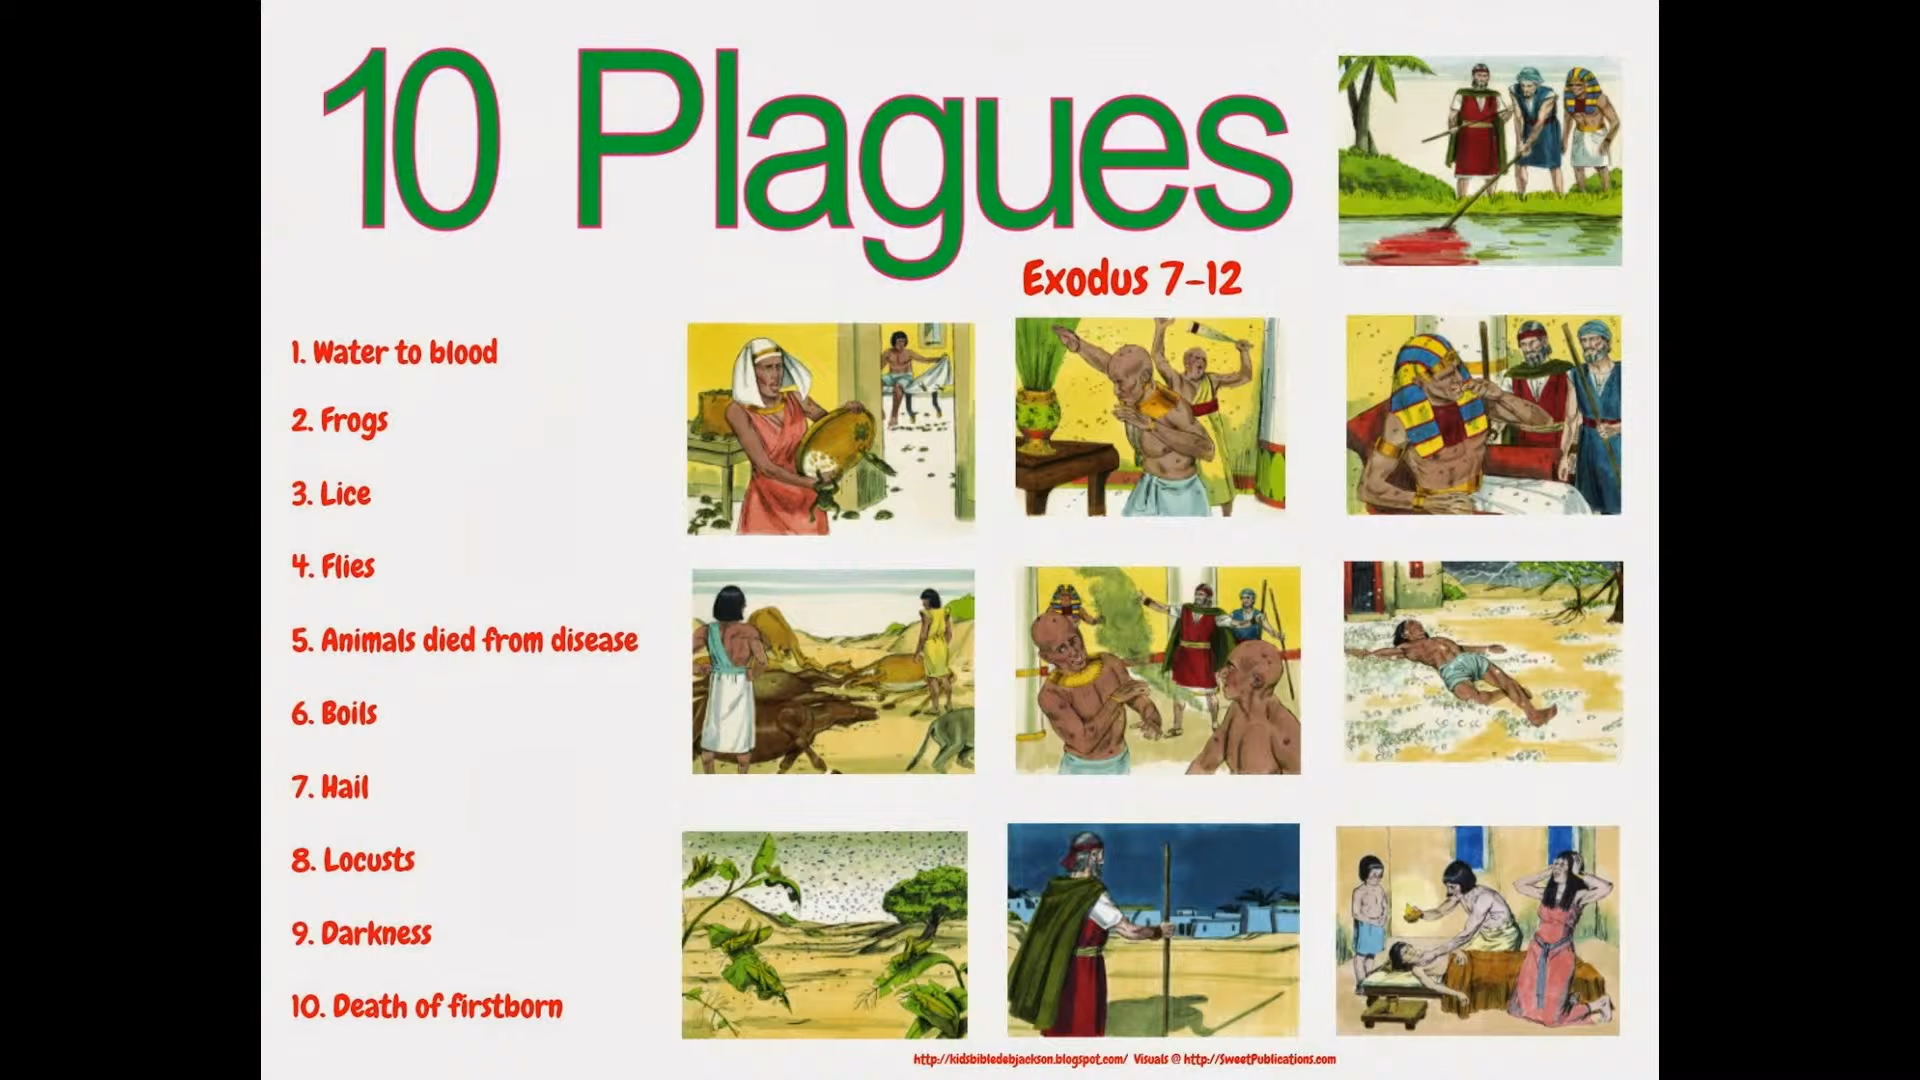 10 Plagues
Exodus 7-12
1. Water to blood
2. Frogs
3. Lice
4. Flies
5. Animals died from disease
6. Boils
7. Hail
8. Locusts
9. Darkness
10. Death of firstborn
http://kidsbibledebjackson.blogspot.com/ Visuals @ http://SweetPublications.com